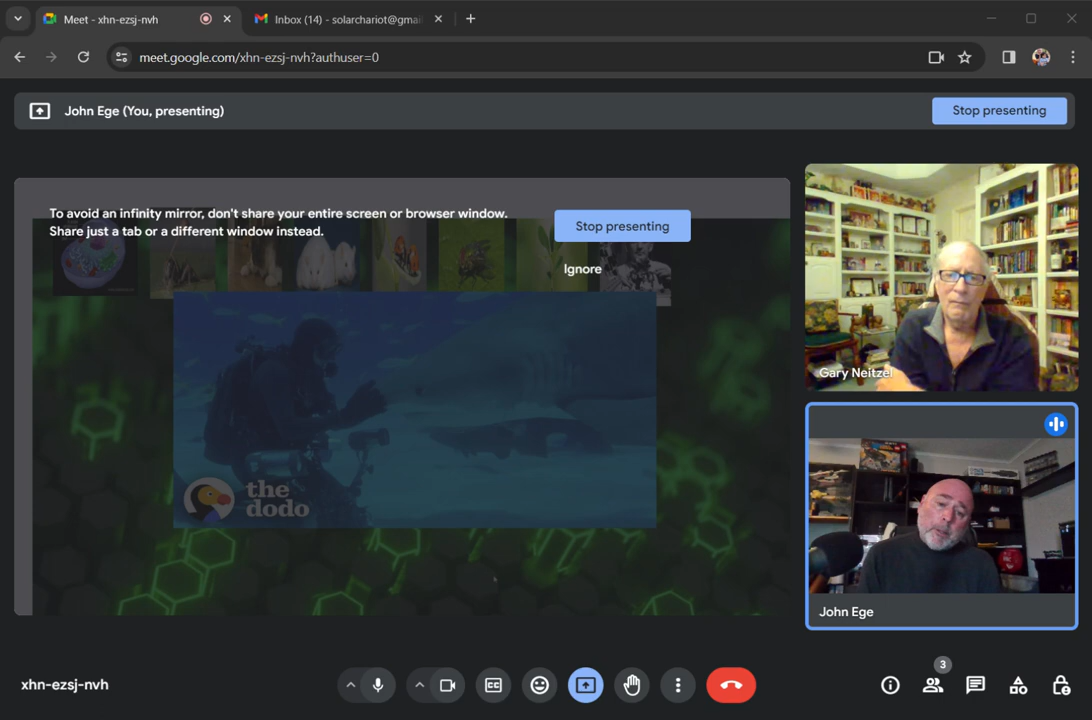 Meet - xhn-ezsj-nvh
Inbox (14) - solarchariot@gmai
meet.google.com/xhn-ezsj-nvh?authuser=0
John Ege (You, presenting)
Stop presenting
To avoid an infinity mirror, don't share your entire screen or browser window.
Share just a tab or a different window instead.
Stop presenting
Ignore
the
dodo
Gary Neitzel
John Ege
xhn-ezsj-nvh
CC
3